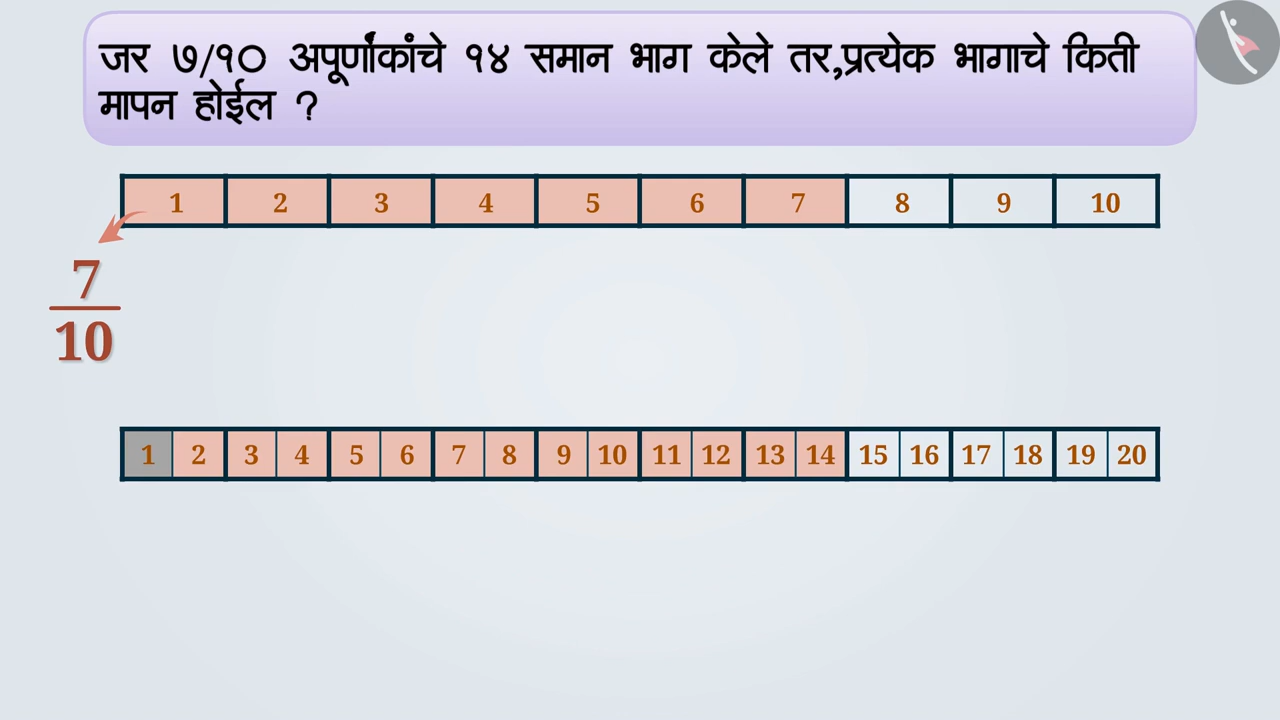 जर ७/१० अपूर्णांकांचे १४ समान भाग केले तर,प्रत्येक भागाचे किती
मापन होईल ?
1 2 3 4 5 6 7 8 9 10
7
10
1 2 3 4 5 6 7 8 9 10 11 12 13 14 15 16 17 18 19 20